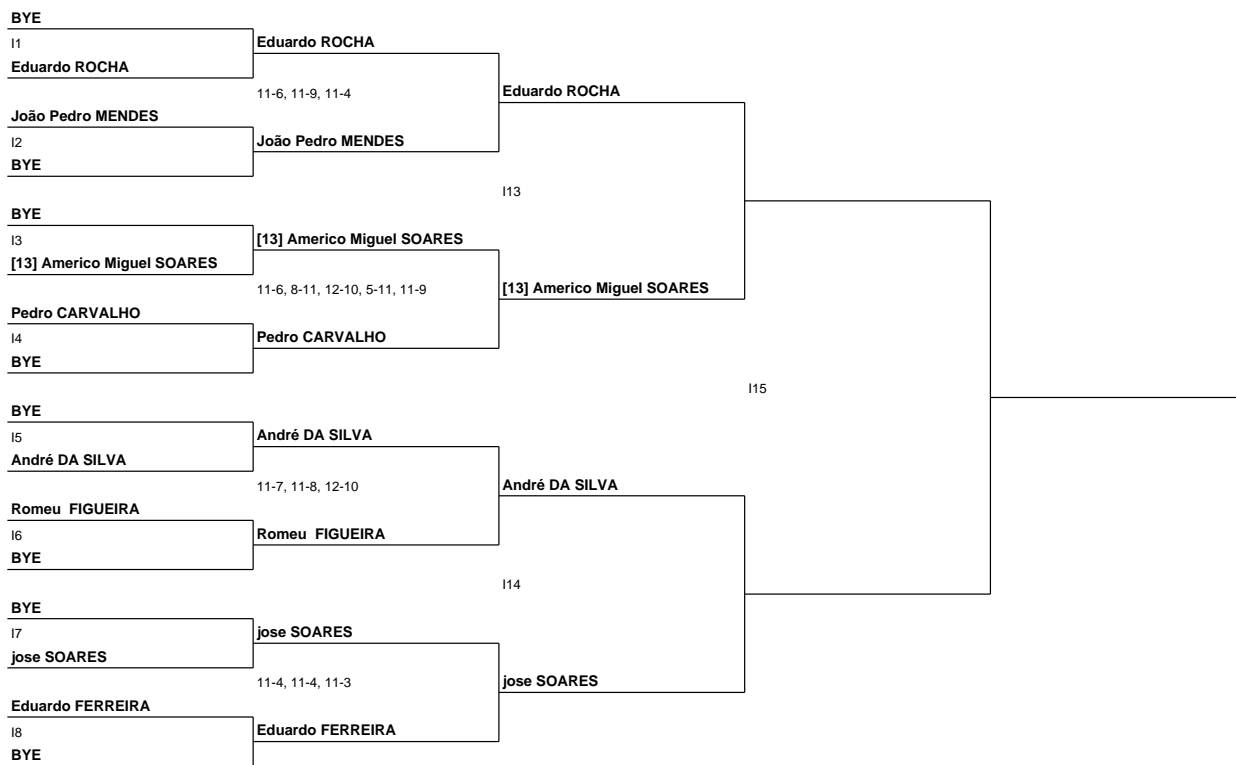 BYE
I1
Eduardo ROCHA
João Pedro MENDES
I2
BYE
BYE
I3
[13] Americo Miguel SOARES
Pedro CARVALHO
I4
BYE
BYE
I5
André DA SILVA
Romeu  FIGUEIRA
I6
BYE
BYE
I7
jose SOARES
Eduardo FERREIRA
I8
BYE
Eduardo ROCHA
11-6, 11-9, 11-4
João Pedro MENDES
[13] Americo Miguel SOARES
11-6, 8-11, 12-10, 5-11, 11-9
Pedro CARVALHO
André DA SILVA
11-7, 11-8, 12-10
Romeu  FIGUEIRA
jose SOARES
11-4, 11-4, 11-3
Eduardo FERREIRA
Eduardo ROCHA
I13
[13] Americo Miguel SOARES
André DA SILVA
I14
jose SOARES
I15